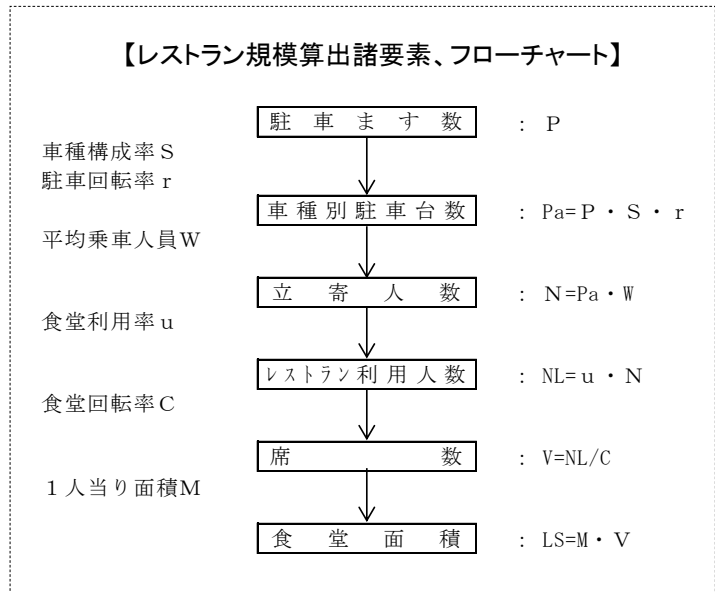 【レストラン規模算出諸要素、フローチャート】
駐車ます数 : P
車種構成率S
駐車回転率r
車種別駐車台数 : Pa=P・S・r
平均乗車人員W
立寄人数 : N=Pa・W
食堂利用率u
レストラン利用人数 : NL=u・N
食堂回転率C
席数 : V=NL/C
1人当り面積M
食堂面積 : LS=M・V